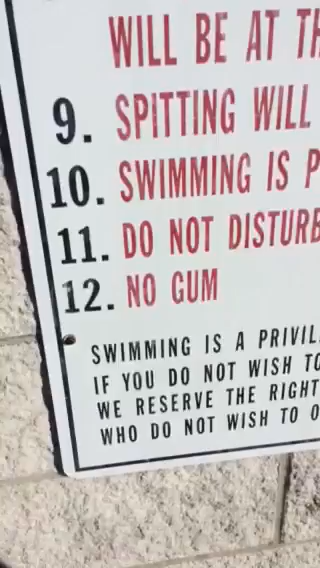 WILL BE AT
9. SPITTING WILL
10. SWIMMING IS
11. DO NOT DISTURB
12. NO GUM
SWIMMING IS A
IF YOU DO NOT WISH TO
WE RESERVE THE RIGHT
WHO DO NOT WISH TO